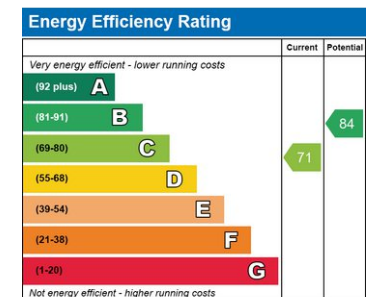 Energy Efficiency Rating
Current Potential
Very energy efficient - lower running costs
(92 plus) A
(81-91) B
84
(69-80) C
71
(55-68) D
(39-54) E
(21-38) F
(1-20) G
Not energy efficient - higher running costs